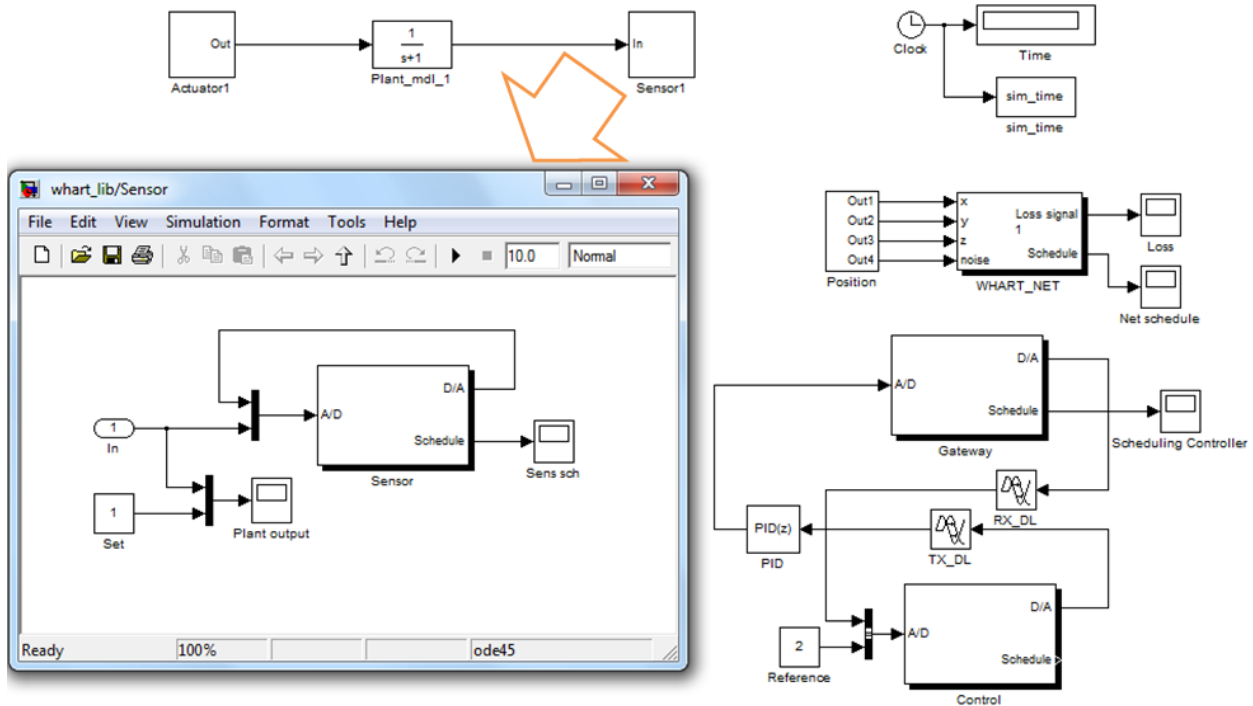 Out
Actuator1
1
s+1
Plant_mdl_1
In
Sensor1
Clock
Time
sim_time
sim_time
Out1
Out2
Out3
Out4
Position
x
y
z
noise
Loss signal
1
Schedule
WHART_NET
Loss
Net schedule
whart_lib/Sensor
File Edit View Simulation Format Tools Help
10.0 Normal
1
In
1
Set
Plant output
A/D
D/A
Schedule
Sensor
Sens sch
Ready 100% ode45
A/D
D/A
Schedule
Gateway
Scheduling Controller
RX_DL
TX_DL
PID(z)
PID
2
Reference
A/D
D/A
Schedule
Control